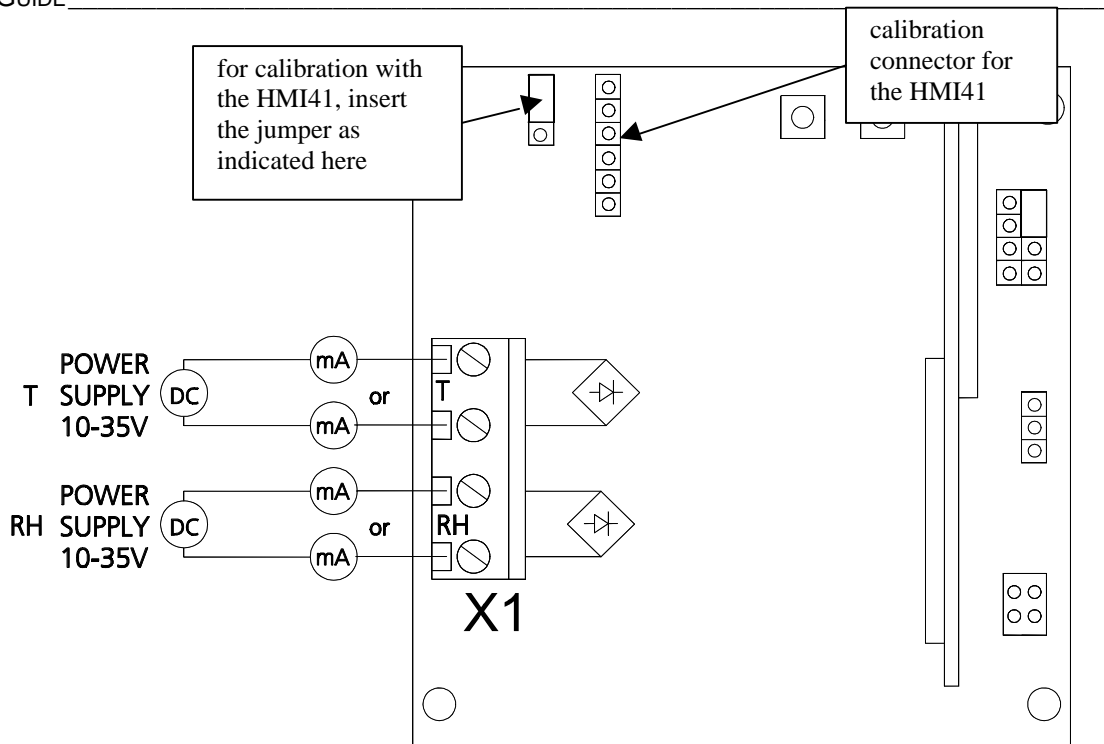 GUIDE
for calibration with
the HMI41, insert
the jumper as
indicated here
calibration
connector for
the HMI41
POWER
T SUPPLY DC mA or mA T
10-35V
POWER
RH SUPPLY DC mA or mA RH
10-35V
X1